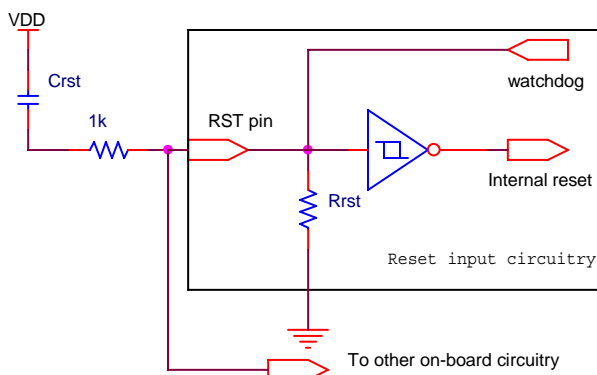 VDD
Crst
1k
RST pin
watchdog
Internal reset
Rrst
Reset input circuitry
To other on-board circuitry